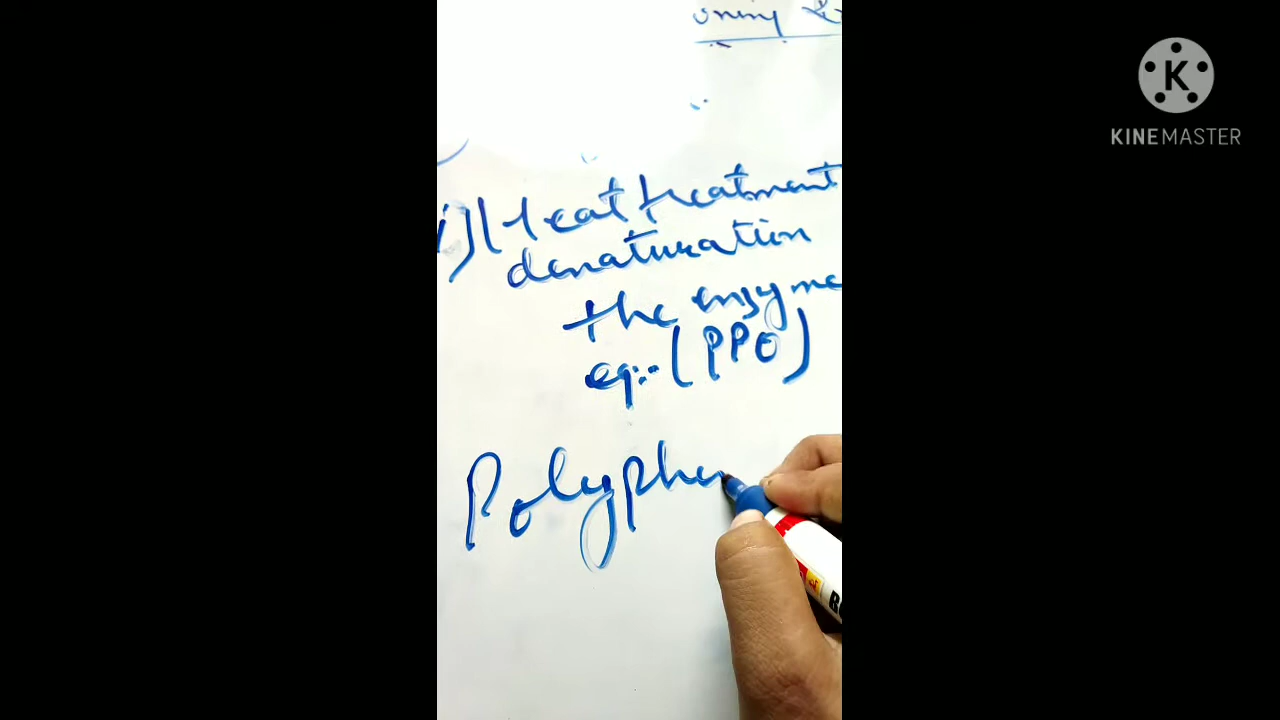 i) Heat treatment
denaturation
the enzyme
eg:- (PPO)
Polyphen
K
KINEMASTER